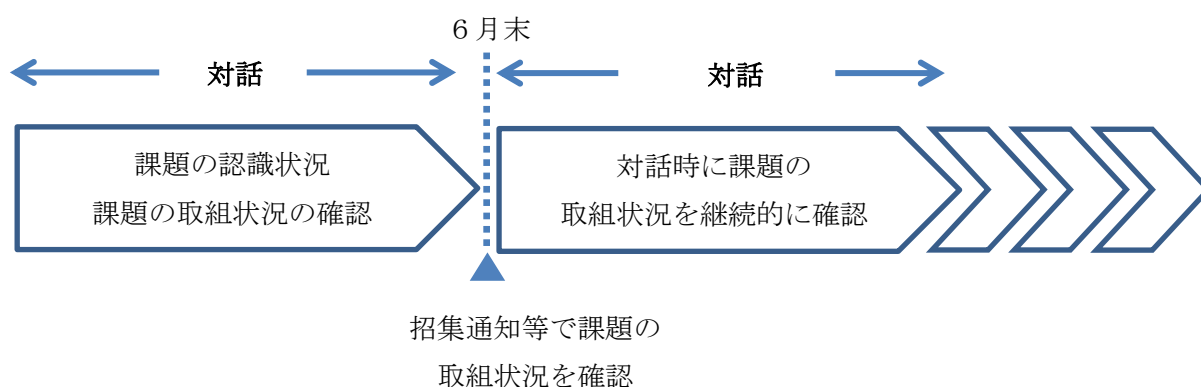 ６月末
対話
対話
課題の認識状況
課題の取組状況の確認
対話時に課題の
取組状況を継続的に確認
招集通知等で課題の
取組状況を確認